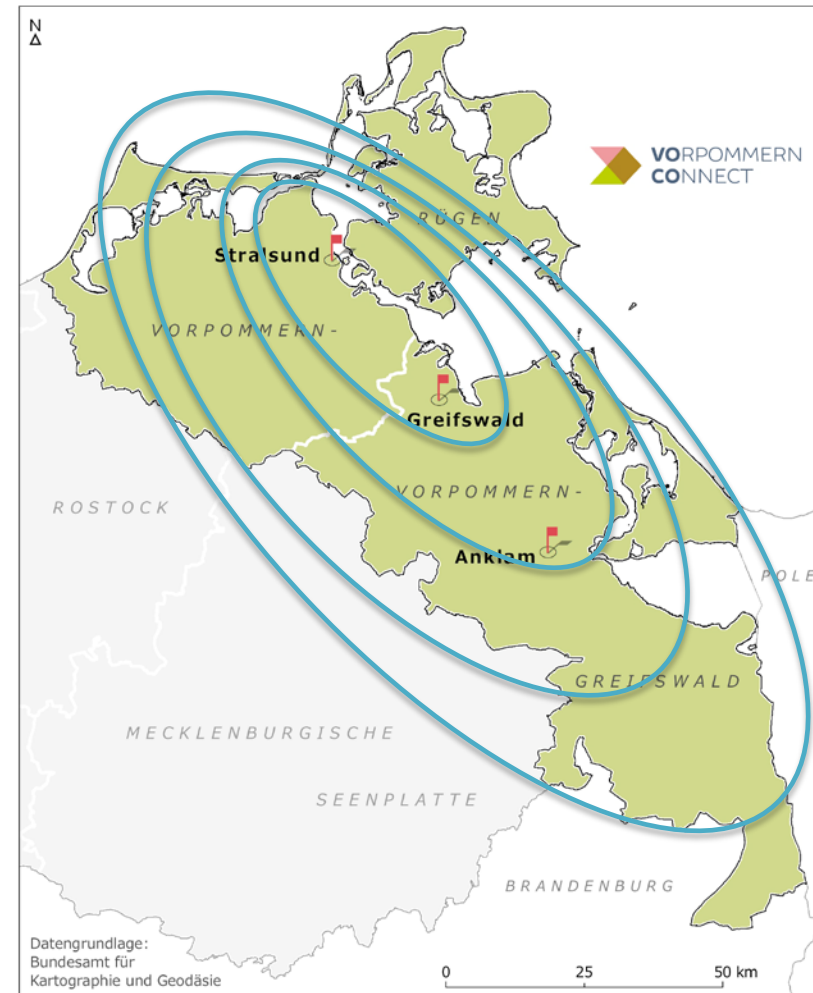 N
VORPOMMERN
CONNECT
RÜGEN
Stralsund
VORPOMMERN-
Greifswald
VORPOMMERN-
ROSTOCK
Anklam
POLE
GREIFSWALD
MECKLENBURGISCHE
SEENPLATTE
BRANDENBURG
Datengrundlage:
Bundesamt für
Kartographie und Geodäsie
0 25 50 km